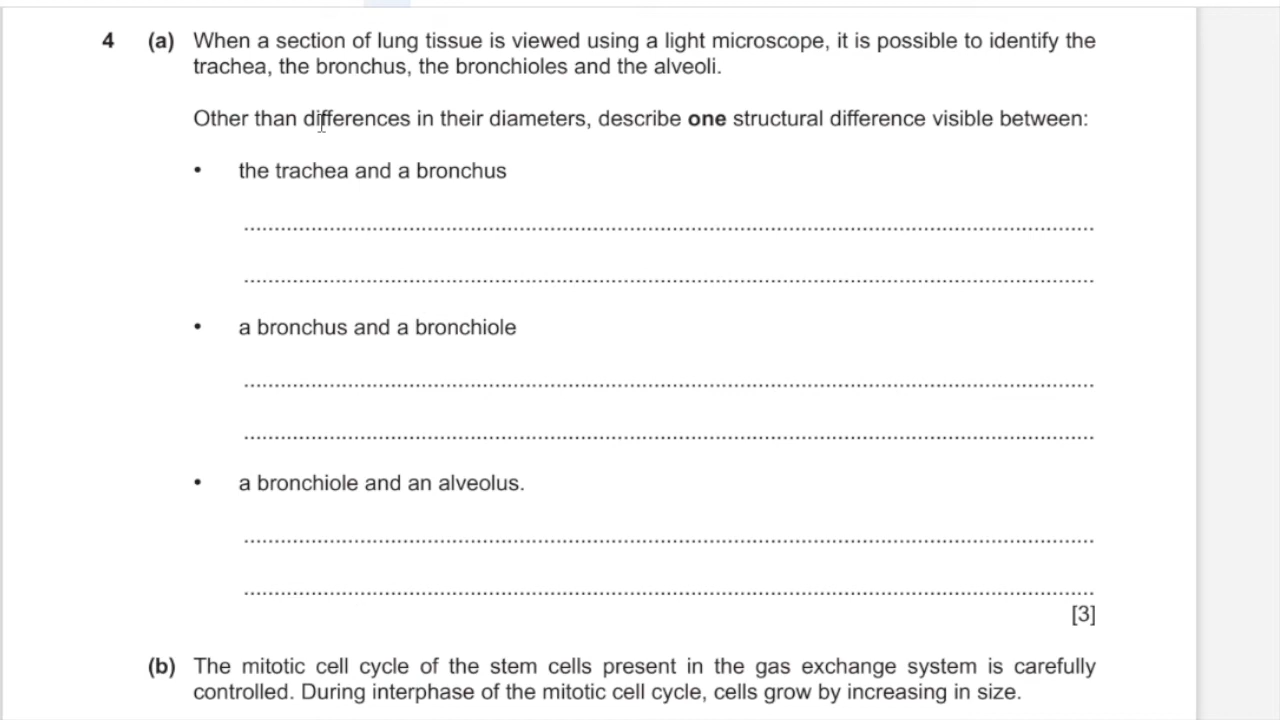 4 (a) When a section of lung tissue is viewed using a light microscope, it is possible to identify the
trachea, the bronchus, the bronchioles and the alveoli.
Other than differences in their diameters, describe one structural difference visible between:
• the trachea and a bronchus
..........................................................................................................................................
..........................................................................................................................................
• a bronchus and a bronchiole
..........................................................................................................................................
..........................................................................................................................................
• a bronchiole and an alveolus.
..........................................................................................................................................
..........................................................................................................................................
[3]
(b) The mitotic cell cycle of the stem cells present in the gas exchange system is carefully
controlled. During interphase of the mitotic cell cycle, cells grow by increasing in size.